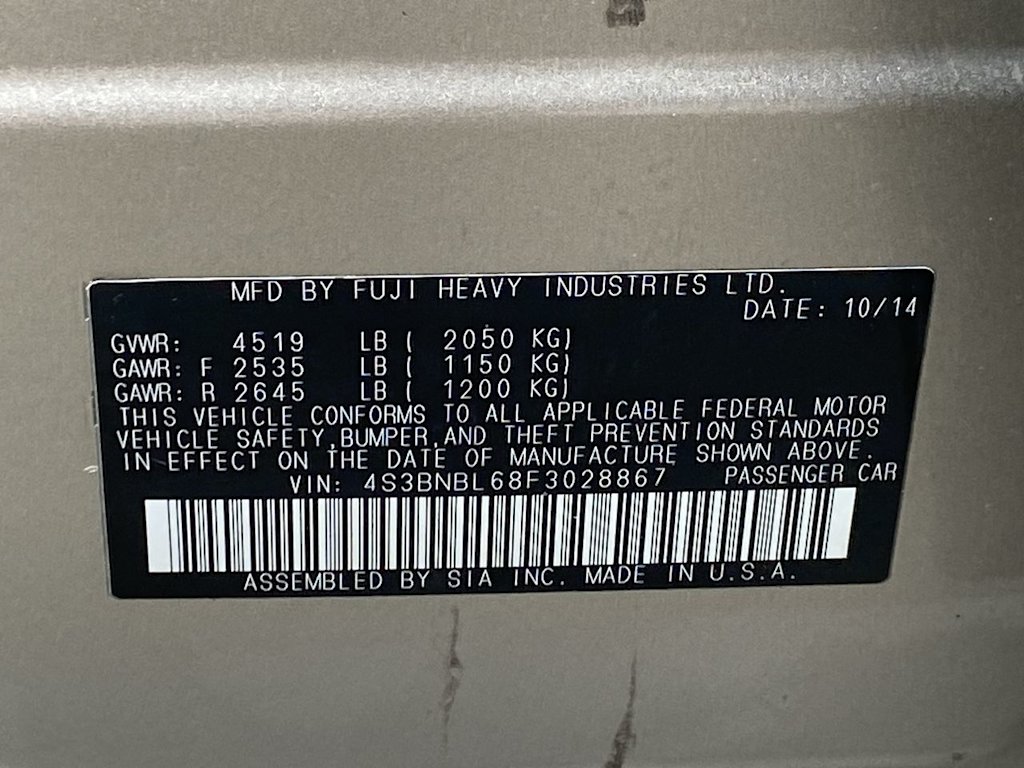 MFD BY FUJI HEAVY INDUSTRIES LTD.
DATE: 10/14
GVWR: 4519 LB ( 2050 KG)
GAWR: F 2535 LB ( 1150 KG)
GAWR: R 2645 LB ( 1200 KG)
THIS VEHICLE CONFORMS TO ALL APPLICABLE FEDERAL MOTOR
VEHICLE SAFETY, BUMPER, AND THEFT PREVENTION STANDARDS
IN EFFECT ON THE DATE OF MANUFACTURE SHOWN ABOVE.
VIN: 4S3BNBL68F3028867 PASSENGER CAR
ASSEMBLED BY SIA INC. MADE IN U.S.A.